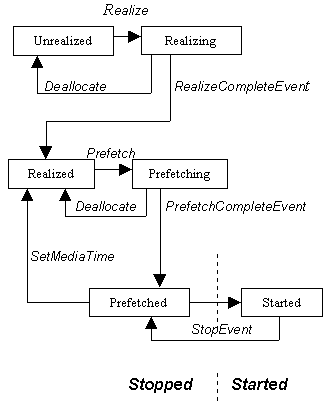 Realize
Unrealized
Realizing
Deallocate
RealizeCompleteEvent
Prefetch
Realized
Prefetching
Deallocate
PrefetchCompleteEvent
SetMediaTime
Prefetched
Started
StopEvent
Stopped
Started